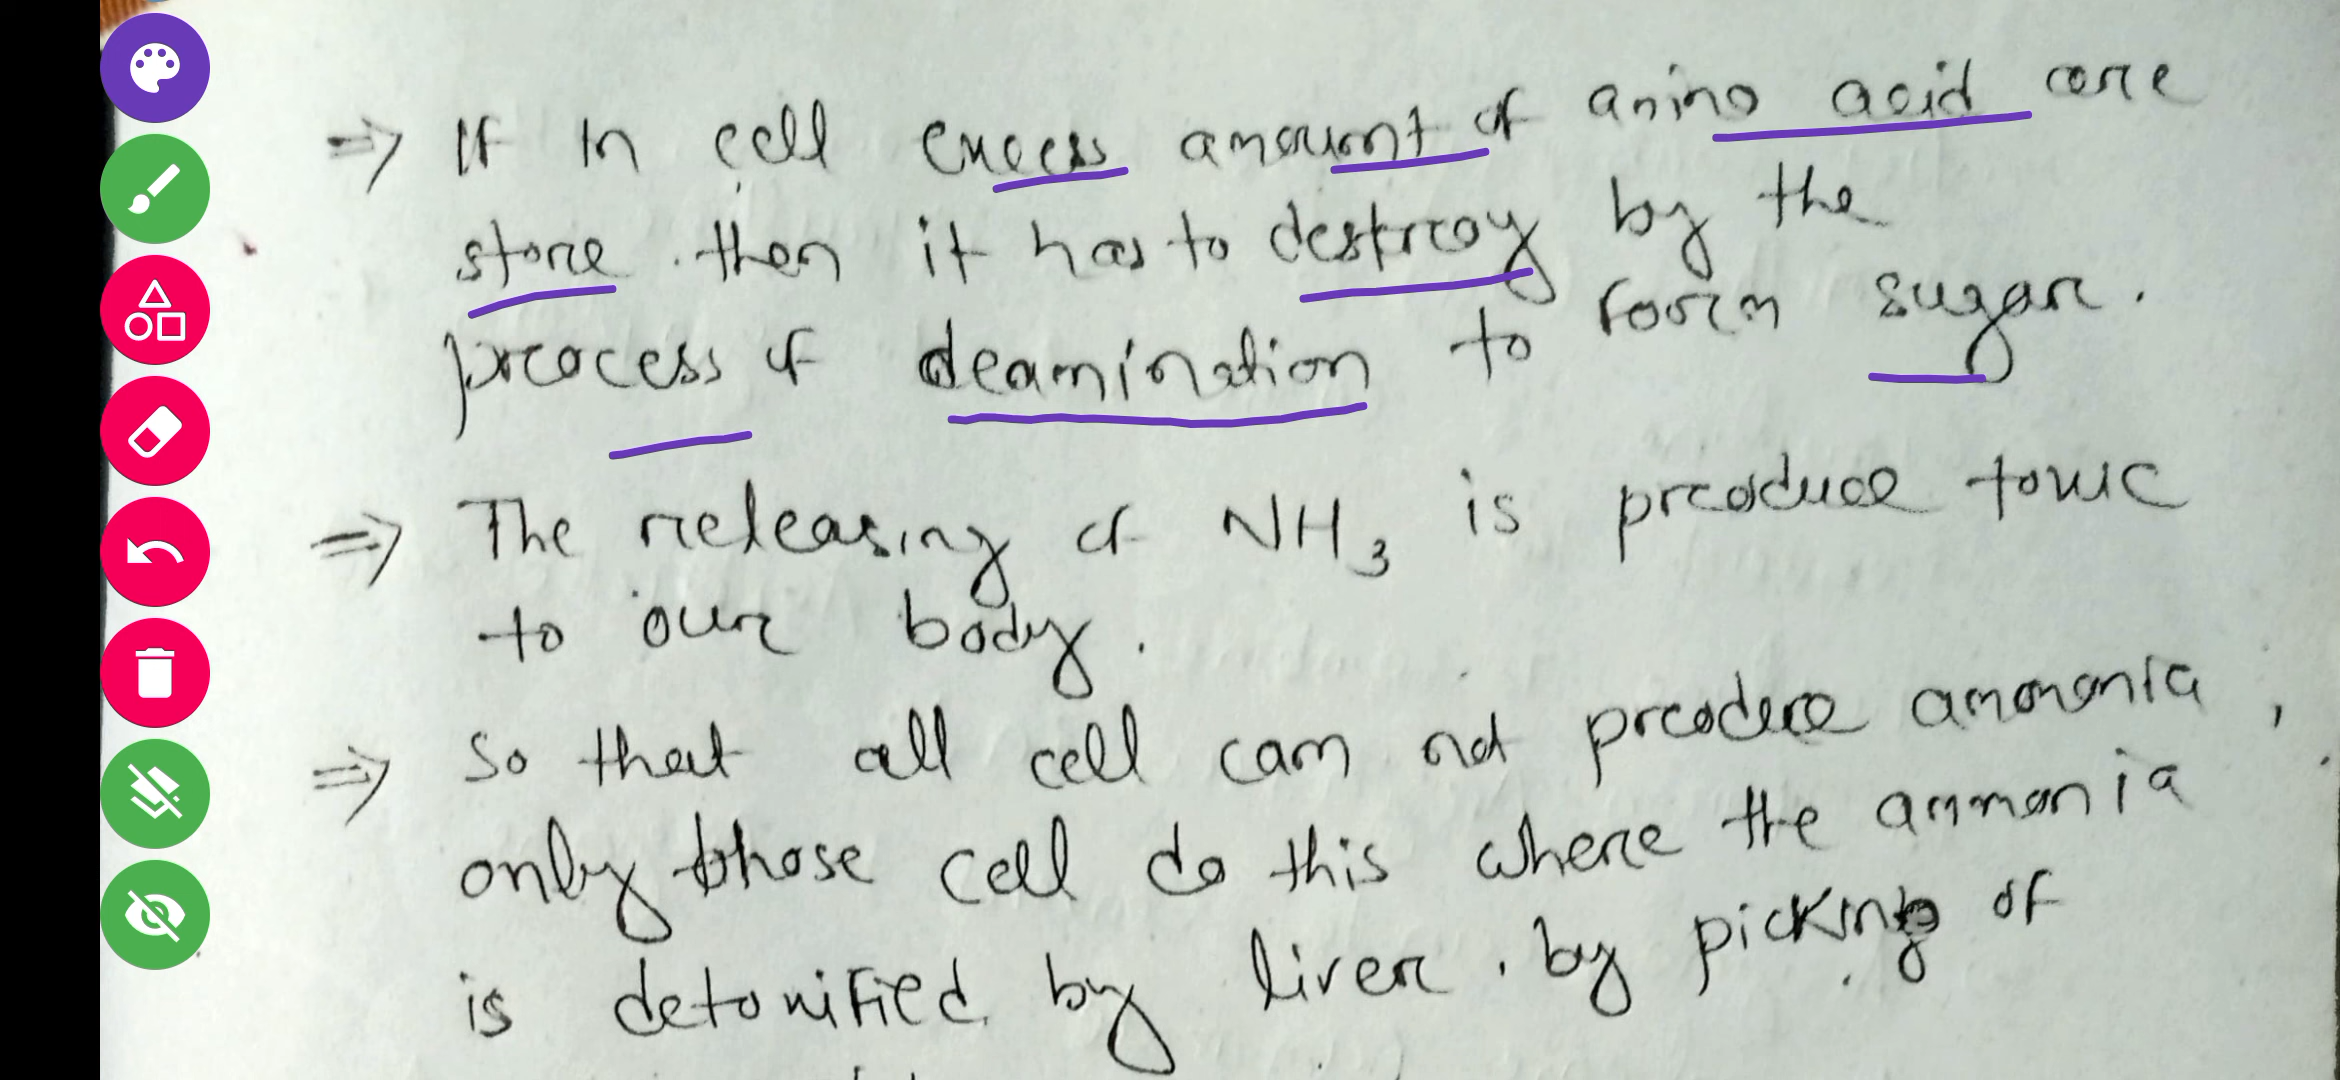 ⇒ If in cell excess amount of amino acid are
store then it has to destroy by the
process of deamination to form sugar.
⇒ The releasing of NH3 is produce toxic
to our body.
⇒ So that all cell can not produce ammonia,
only those cell do this where the ammonia
is detoxified by liver. by picking of